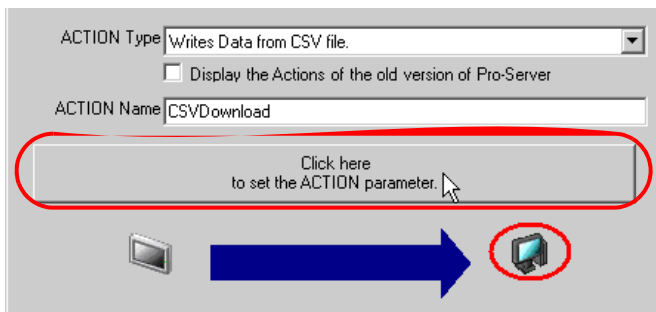 ACTION Type Writes Data from CSV file.
Display the Actions of the old version of Pro-Server
ACTION Name CSVDownload
Click here
to set the ACTION parameter.